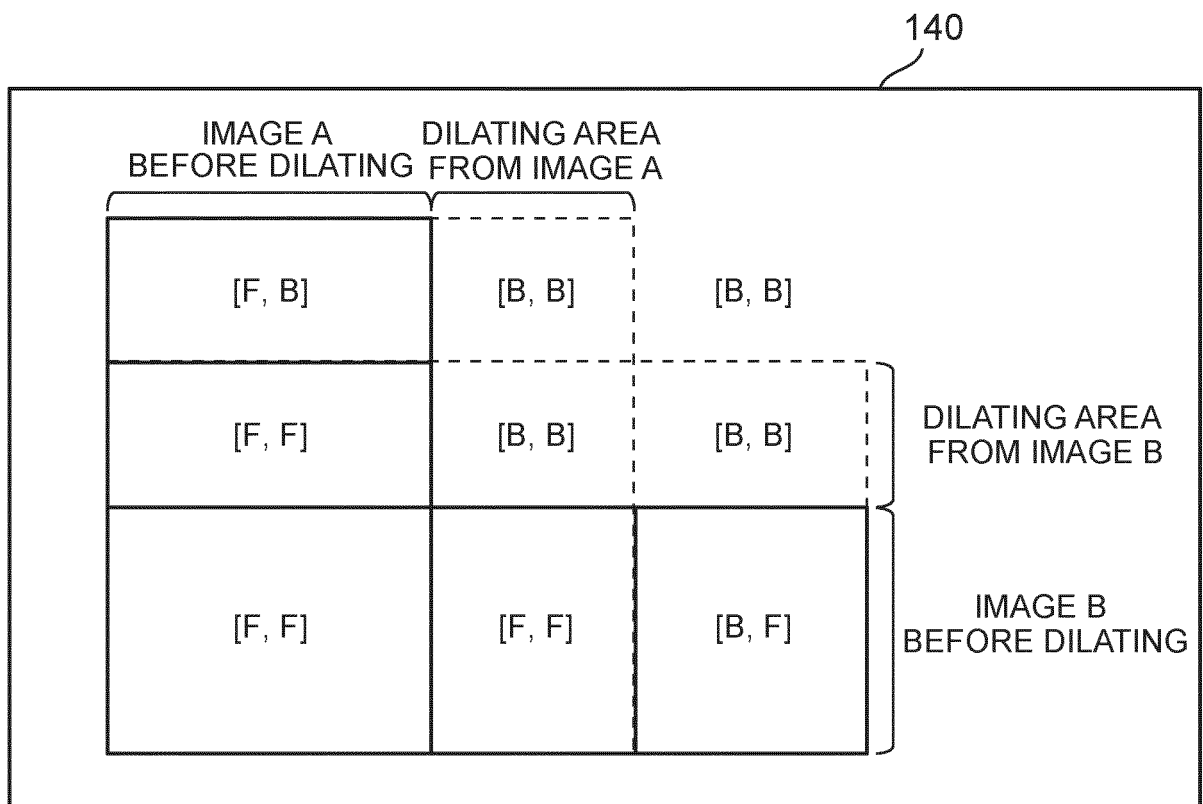 140
IMAGE A
BEFORE DILATING
DILATING AREA
FROM IMAGE A
[F, B] [B, B] [B, B]
[F, F] [B, B] [B, B]
DILATING AREA
FROM IMAGE B
[F, F] [F, F] [B, F]
IMAGE B
BEFORE DILATING